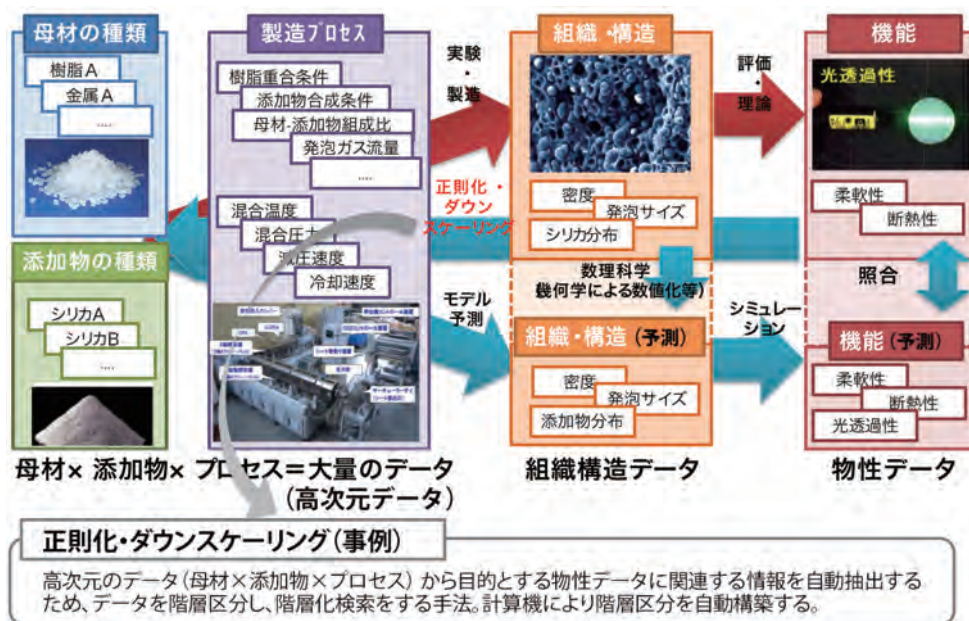 母材の種類
樹脂A
金属A
....
添加物の種類
シリカA
シリカB
....
製造プロセス
樹脂重合条件
添加物合成条件
母材-添加物組成比
発泡ガス流量
....
混合温度
混合圧力
減圧速度
冷却速度
実験
・
製造
正則化・
ダウン
スケーリング
モデル
予測
組織・構造
密度
発泡サイズ
シリカ分布
数理科学
幾何学による数値化等)
組織・構造(予測)
密度
発泡サイズ
添加物分布
評価
・
理論
シミュレ
ーション
機能
光透過性
柔軟性
断熱性
照合
機能(予測)
柔軟性
断熱性
光透過性
母材×添加物×プロセス=大量のデータ
(高次元データ)
組織構造データ
物性データ
正則化・ダウンスケーリング(事例)
高次元のデータ(母材×添加物×プロセス)から目的とする物性データに関連する情報を自動抽出する
ため、データを階層区分し、階層化検索をする手法。計算機により階層区分を自動構築する。